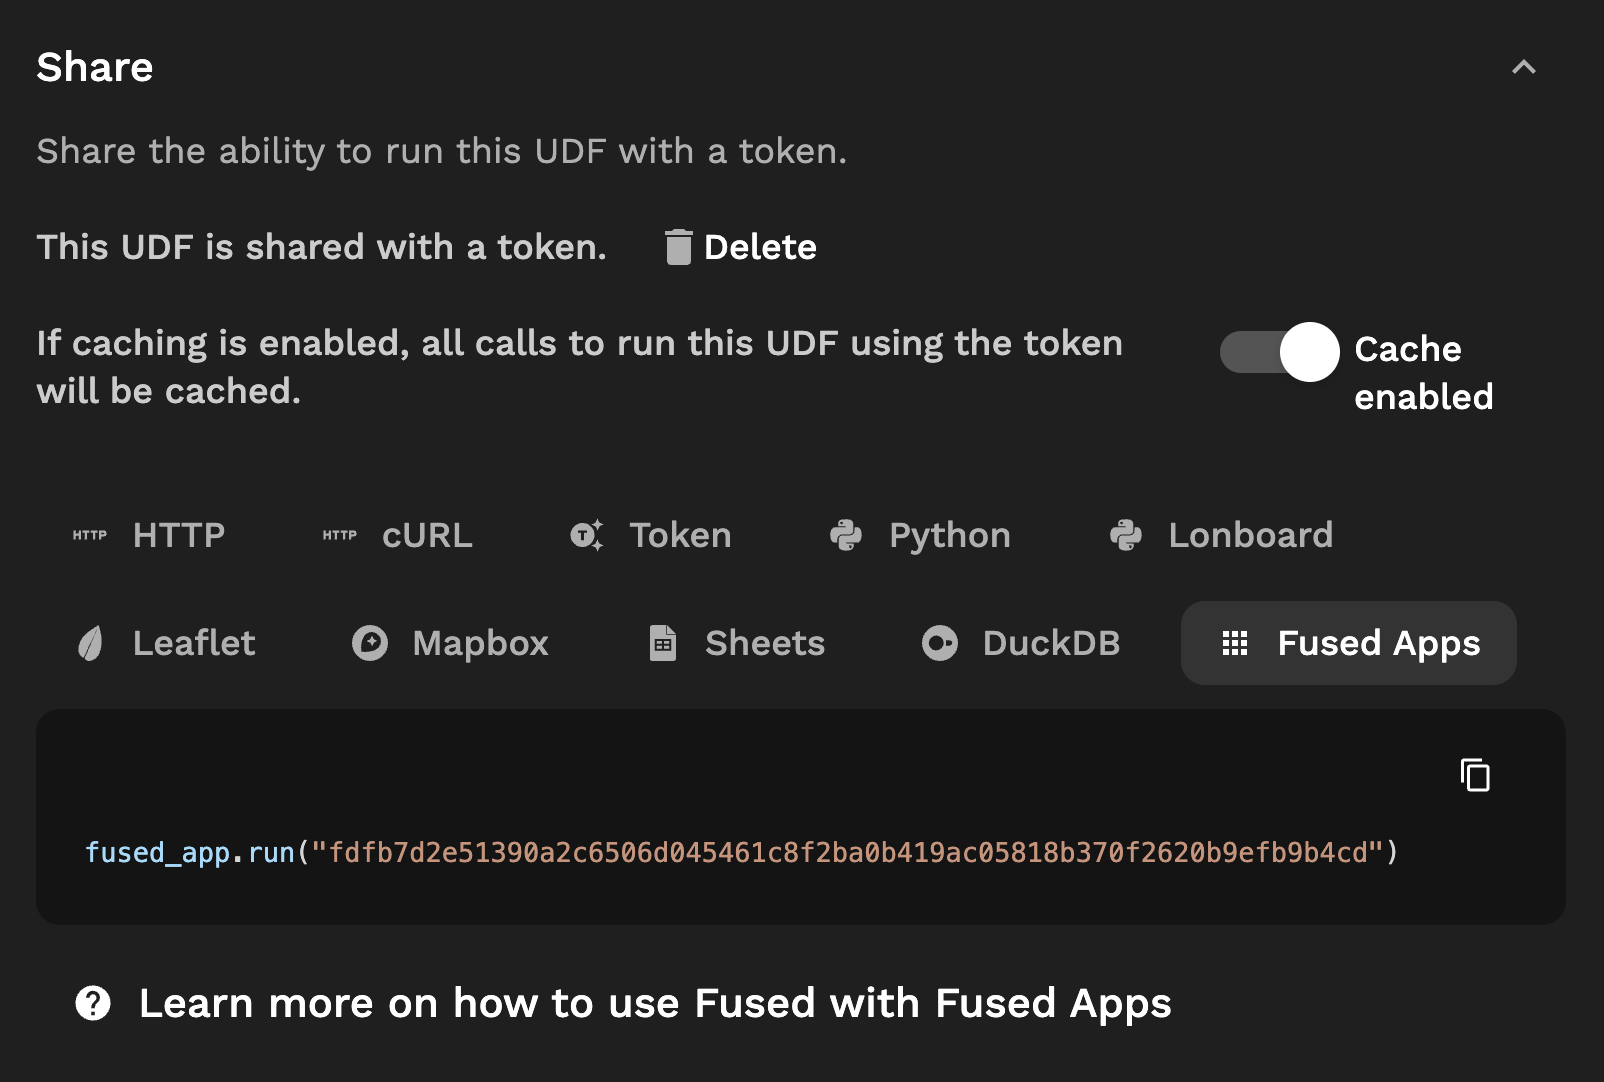 Share
Share the ability to run this UDF with a token.
This UDF is shared with a token. Delete
If caching is enabled, all calls to run this UDF using the token
will be cached.
Cache
enabled
HTTP HTTP HTTP cURL T Token Python Lonboard
Leaflet Mapbox Sheets DuckDB Fused Apps
fused_app.run("fdfb7d2e51390a2c6506d045461c8f2ba0b419ac05818b370f2620b9efb9b4cd")
? Learn more on how to use Fused with Fused Apps